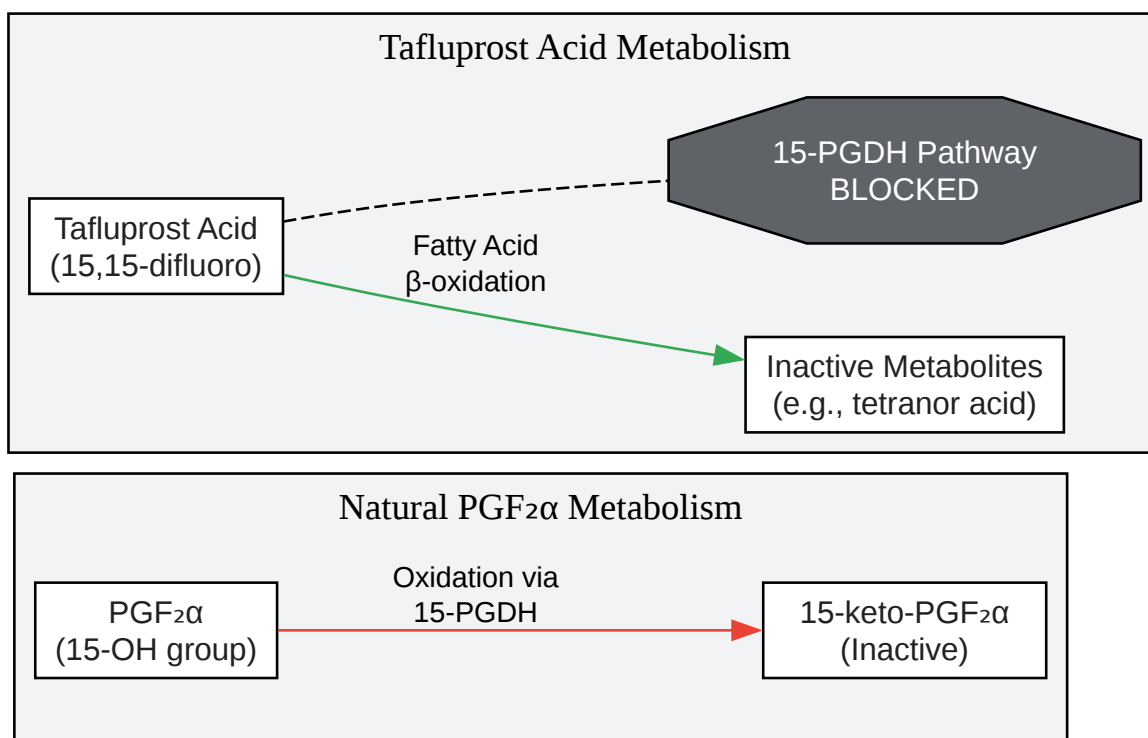 Tafluprost Acid Metabolism
15-PGDH Pathway
BLOCKED
Tafluprost Acid
(15,15-difluoro)
Fatty Acid
β-oxidation
Inactive Metabolites
(e.g., tetranor acid)
Natural PGF₂α Metabolism
Oxidation via
15-PGDH
PGF₂α
(15-OH group)
15-keto-PGF₂α
(Inactive)